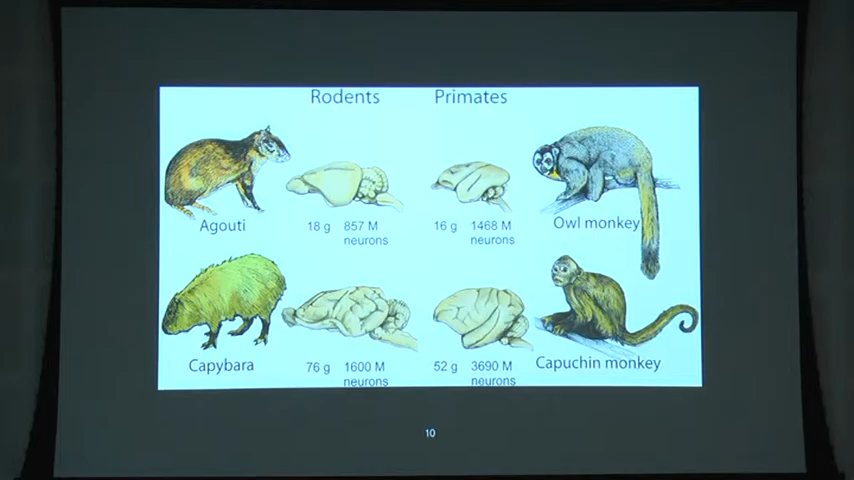 Rodents
Primates
Agouti
18 g
857 M
neurons
16 g
1468 M
neurons
Owl monkey
Capybara
76 g
1600 M
neurons
52 g
3690 M
neurons
Capuchin monkey
10